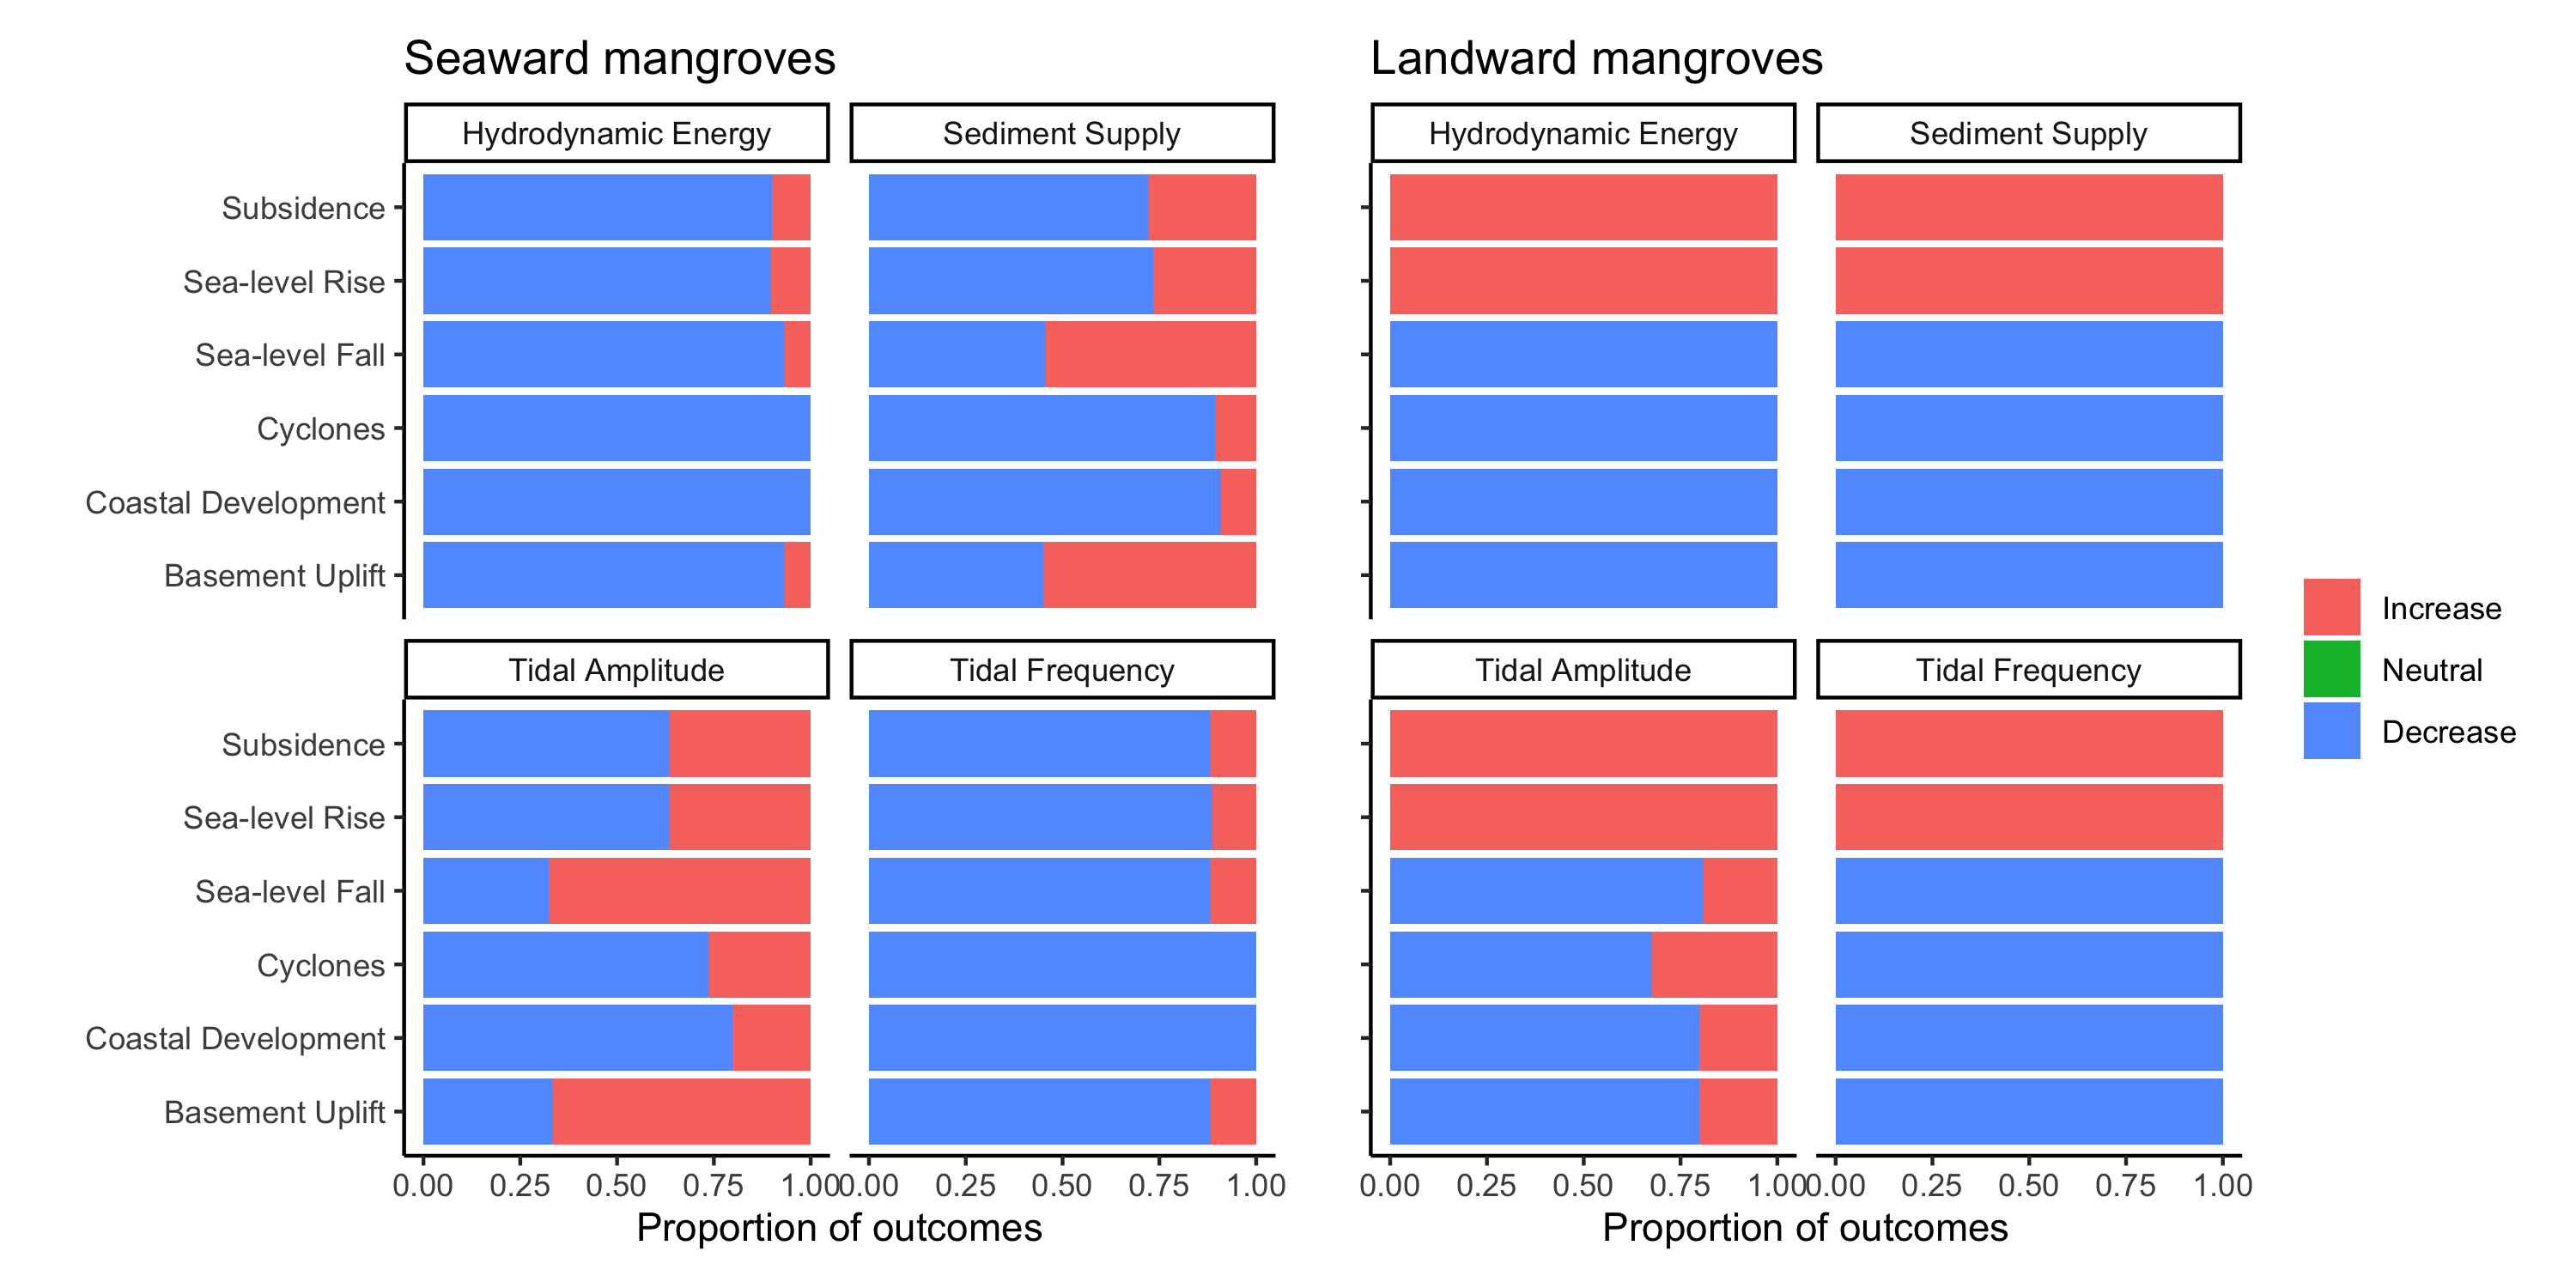 Seaward mangroves
Landward mangroves
Hydrodynamic Energy
Sediment Supply
Hydrodynamic Energy
Sediment Supply
Subsidence
Sea-level Rise
Sea-level Fall
Cyclones
Coastal Development
Basement Uplift
Tidal Amplitude
Tidal Frequency
Tidal Amplitude
Tidal Frequency
Subsidence
Sea-level Rise
Sea-level Fall
Cyclones
Coastal Development
Basement Uplift
0.00 0.25 0.50 0.75 1.00
0.00 0.25 0.50 0.75 1.00
0.00 0.25 0.50 0.75 1.00
0.00 0.25 0.50 0.75 1.00
Proportion of outcomes
Proportion of outcomes
Increase
Neutral
Decrease